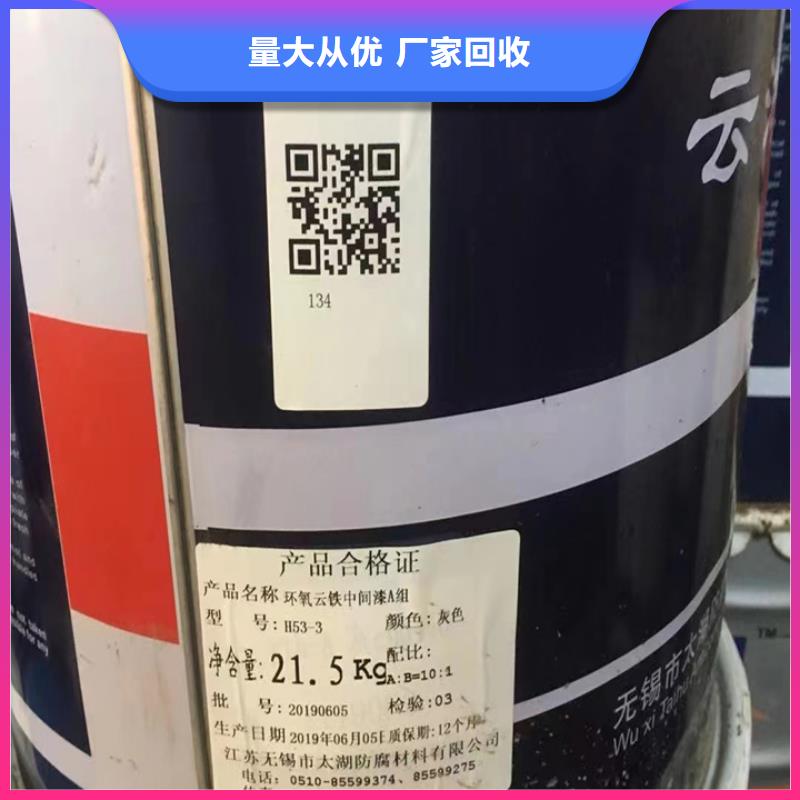 量大从优 厂家回收
云
134
产品合格证
产品名称 环氧云铁中间漆A组
型 号: H53-3 颜色: 灰色
净含量: 21.5Kg 配比: A:B=10:1
批 号: 20190605 检验: 03
生产日期 2019年06月05日 质保期: 12个月
江苏无锡市太湖防腐材料有限公司
电话: 0510-85599374、85599275
无锡市太湖
Wu xi Taihu
TM